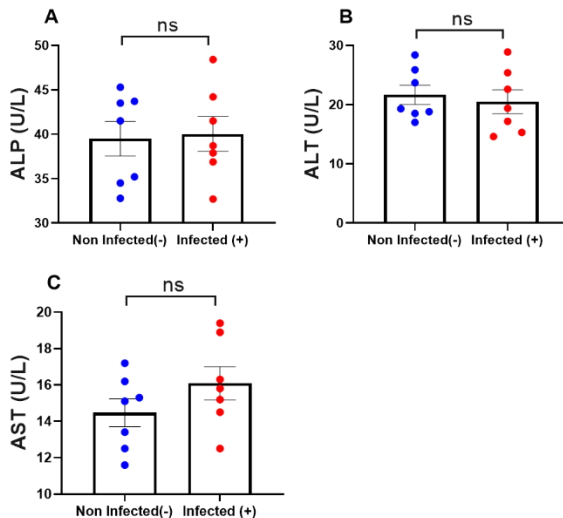 A
ns
ALP (U/L)
50
45
40
35
30
Non Infected(-) Infected (+)
B
ns
ALT (U/L)
30
20
10
0
Non Infected(-) Infected (+)
C
ns
AST (U/L)
20
18
16
14
12
10
Non Infected(-) Infected (+)